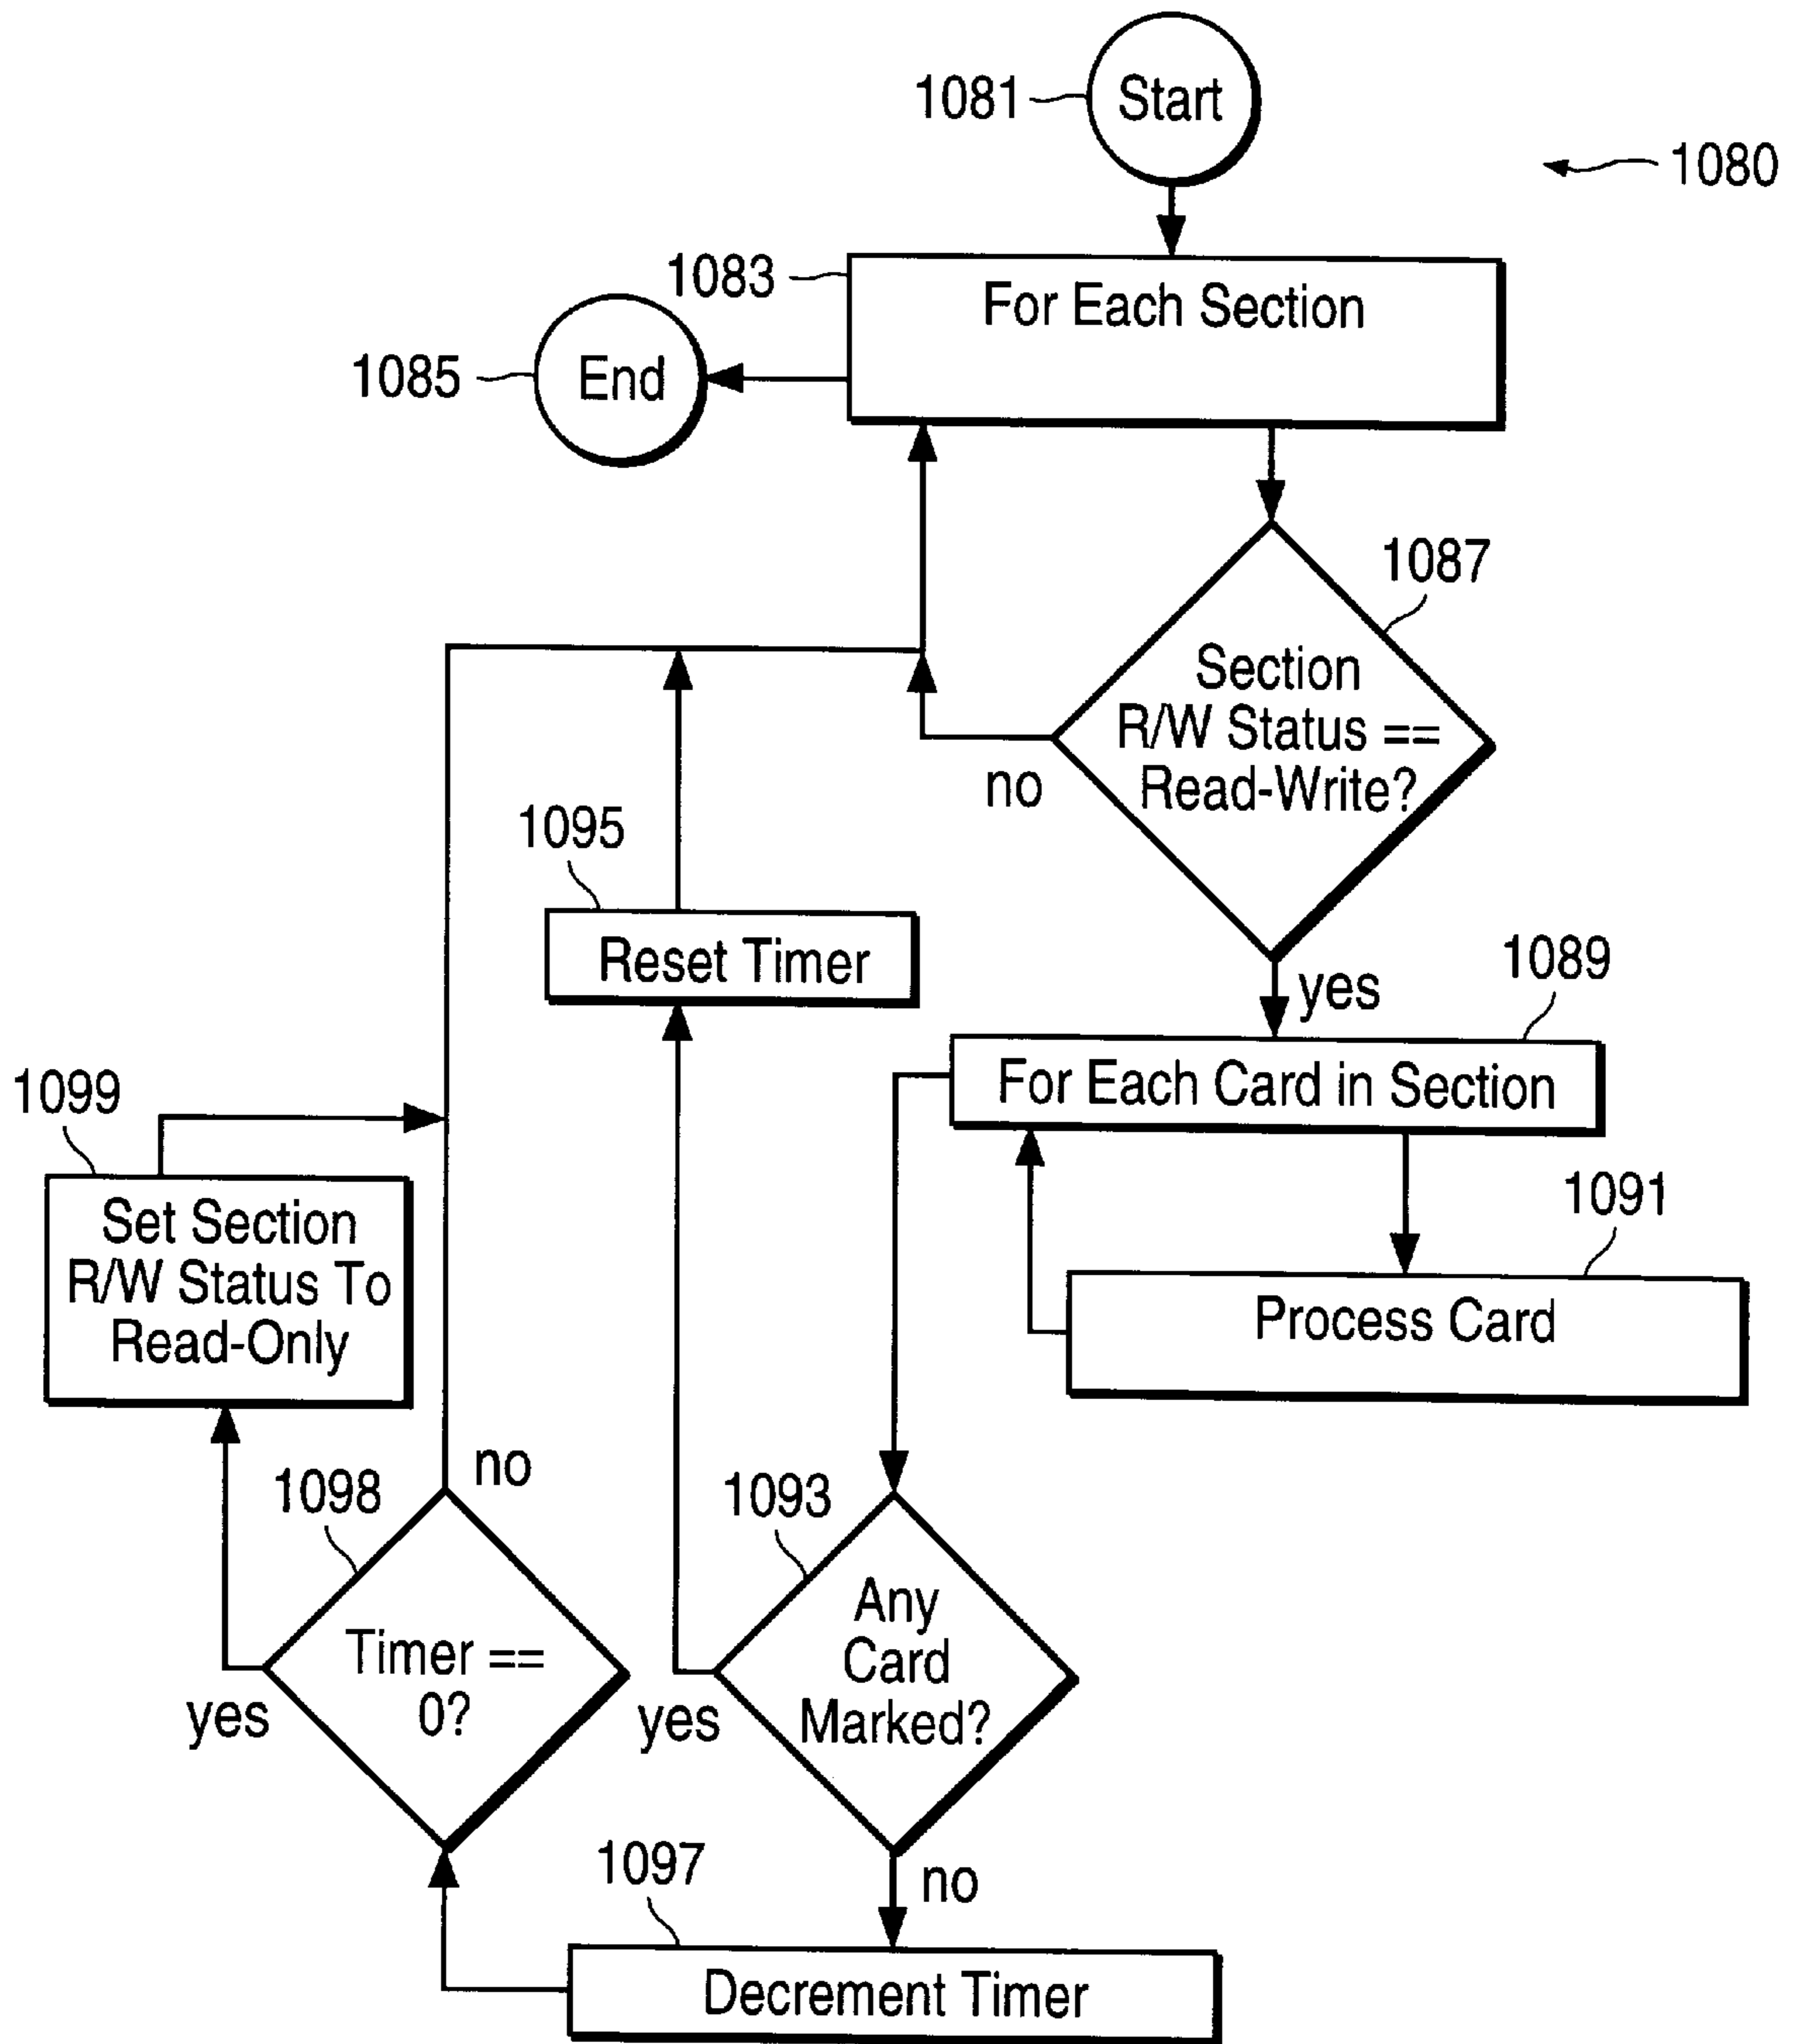 Start
1081
1080
1083
For Each Section
1085
End
1087
Section
R/W Status ==
Read-Write?
no
1095
Reset Timer
yes
1089
For Each Card in Section
1099
Set Section
R/W Status To
Read-Only
1091
Process Card
no
1098
1093
Timer ==
0?
yes
Any
Card
Marked?
yes
1097
no
Decrement Timer